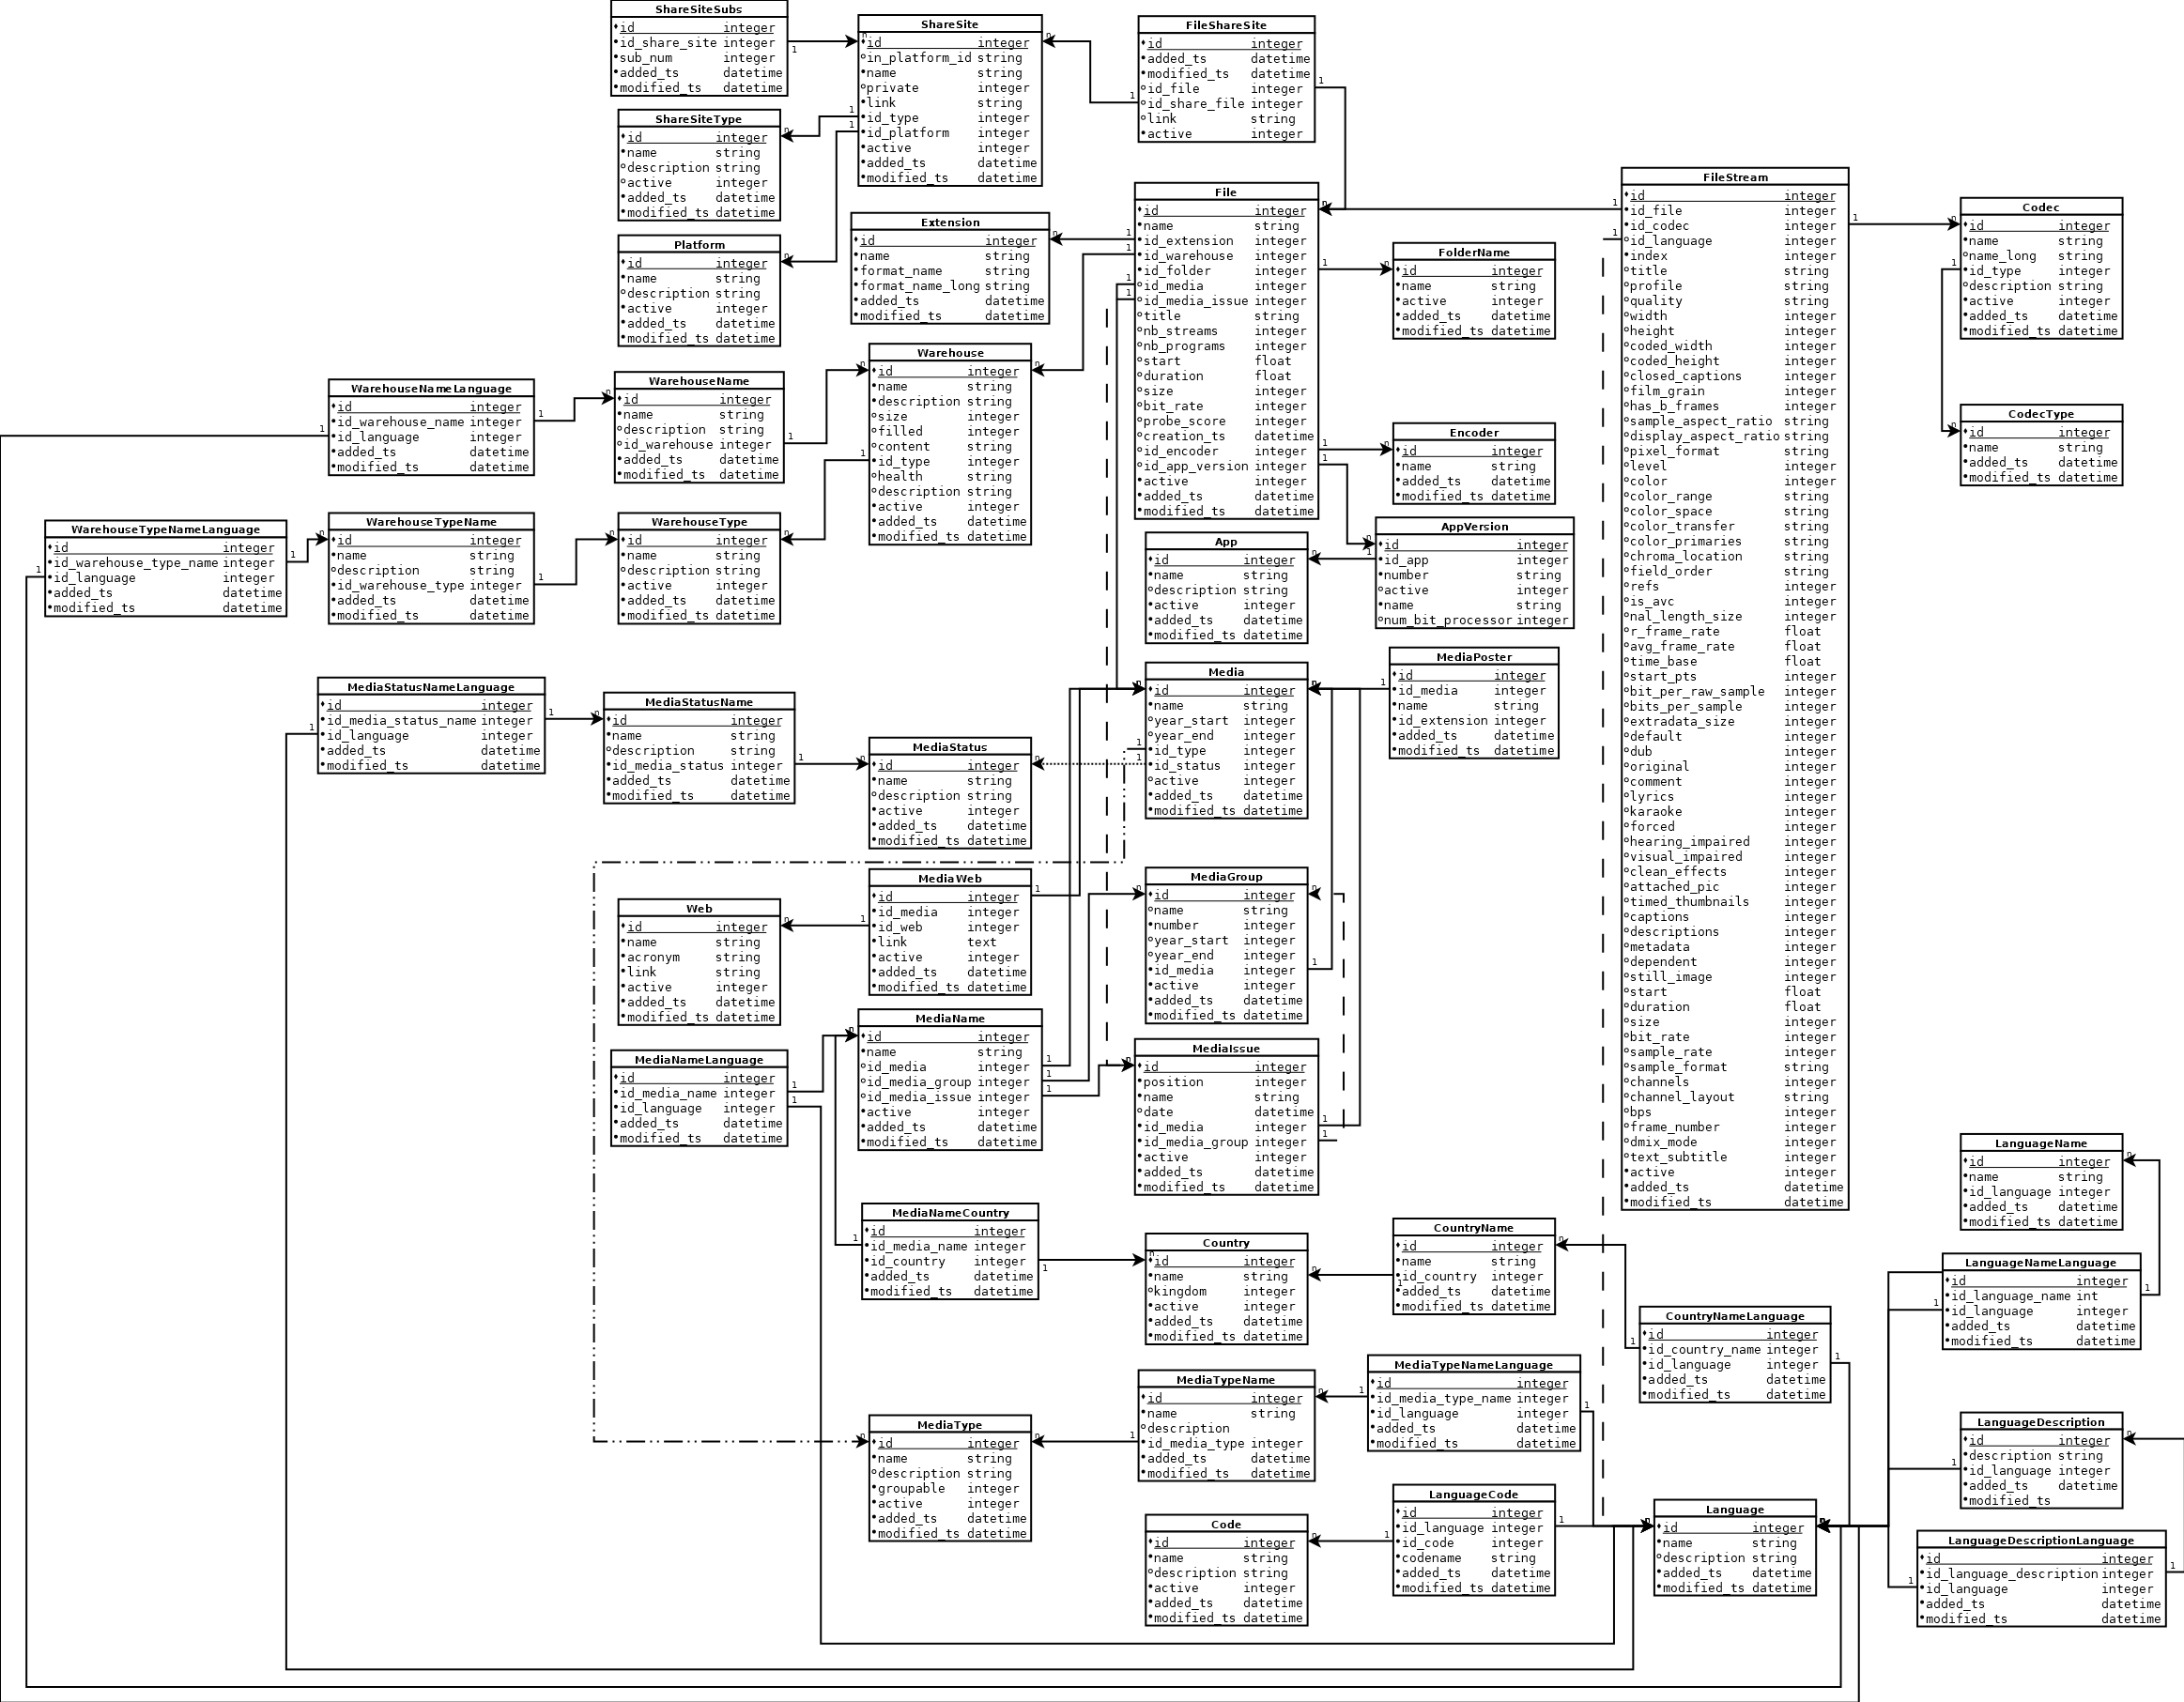 ShareSiteSubs
id integer
id_share_site integer
sub_num integer
added_ts datetime
modified_ts datetime
ShareSite
id integer
in_platform_id string
name string
private integer
link string
id_type integer
id_platform integer
active integer
added_ts datetime
modified_ts datetime
FileShareSite
id integer
added_ts datetime
modified_ts datetime
id_file integer
id_share_file integer
link string
active integer
ShareSiteType
id integer
name string
description string
active integer
added_ts datetime
modified_ts datetime
Platform
id integer
name string
description string
active integer
added_ts datetime
modified_ts datetime
Extension
id integer
name string
format_name string
format_name_long string
added_ts datetime
modified_ts datetime
File
id integer
name string
id_extension integer
id_warehouse integer
id_folder integer
id_media integer
id_media_issue integer
title string
nb_streams integer
nb_programs integer
start float
duration float
size integer
bit_rate integer
probe_score integer
creation_ts datetime
id_encoder integer
id_app_version integer
active integer
added_ts datetime
modified_ts datetime
FolderName
id integer
name string
active integer
added_ts datetime
modified_ts datetime
Encoder
id integer
name string
added_ts datetime
modified_ts datetime
AppVersion
id integer
id_app integer
number string
active integer
name string
num_bit_processor integer
App
id integer
name string
description string
active integer
added_ts datetime
modified_ts datetime
FileStream
id integer
id_file integer
id_codec integer
id_language integer
index integer
title string
profile string
quality string
width integer
height integer
coded_width integer
coded_height integer
closed_captions integer
film_grain integer
has_b_frames integer
sample_aspect_ratio string
display_aspect_ratio string
pixel_format string
level integer
color integer
color_range string
color_space string
color_transfer string
color_primaries string
chroma_location string
field_order string
refs integer
is_avc integer
nal_length_size integer
r_frame_rate float
avg_frame_rate float
time_base float
start_pts integer
bit_per_raw_sample integer
bits_per_sample integer
extradata_size integer
default integer
dub integer
original integer
comment integer
lyrics integer
karaoke integer
forced integer
hearing_impaired integer
visual_impaired integer
clean_effects integer
attached_pic integer
timed_thumbnails integer
captions integer
descriptions integer
metadata integer
dependent integer
still_image integer
start float
duration float
size integer
bit_rate integer
sample_rate integer
sample_format string
channels integer
channel_layout string
bps integer
frame_number integer
dmix_mode integer
text_subtitle integer
active integer
added_ts datetime
modified_ts datetime
Codec
id integer
name string
name_long string
id_type integer
description string
active integer
added_ts datetime
modified_ts datetime
CodecType
id integer
name string
added_ts datetime
modified_ts datetime
WarehouseNameLanguage
id integer
id_warehouse_name integer
id_language integer
added_ts datetime
modified_ts datetime
WarehouseName
id integer
name string
description string
id_warehouse integer
added_ts datetime
modified_ts datetime
Warehouse
id integer
name string
description string
size integer
filled integer
content string
id_type integer
health string
description string
active integer
added_ts datetime
modified_ts datetime
WarehouseTypeNameLanguage
id integer
id_warehouse_type_name integer
id_language integer
added_ts datetime
modified_ts datetime
WarehouseTypeName
id integer
name string
description string
id_warehouse_type integer
added_ts datetime
modified_ts datetime
WarehouseType
id integer
name string
description string
active integer
added_ts datetime
modified_ts datetime
MediaStatusNameLanguage
id integer
id_media_status_name integer
id_language integer
added_ts datetime
modified_ts datetime
MediaStatusName
id integer
name string
description string
id_media_status integer
added_ts datetime
modified_ts datetime
MediaStatus
id integer
name string
description string
active integer
added_ts datetime
modified_ts datetime
Media
id integer
name string
year_start integer
year_end integer
id_type integer
id_status integer
active integer
added_ts datetime
modified_ts datetime
MediaPoster
id integer
id_media integer
name string
id_extension integer
added_ts datetime
modified_ts datetime
Web
id integer
name string
acronym string
link string
active integer
added_ts datetime
modified_ts datetime
MediaWeb
id integer
id_media integer
id_web integer
link text
active integer
added_ts datetime
modified_ts datetime
MediaGroup
id integer
name string
number integer
year_start integer
year_end integer
id_media integer
active integer
added_ts datetime
modified_ts datetime
MediaNameLanguage
id integer
id_media_name integer
id_language integer
added_ts datetime
modified_ts datetime
MediaName
id integer
name string
id_media integer
id_media_group integer
id_media_issue integer
active integer
added_ts datetime
modified_ts datetime
MediaIssue
id integer
position integer
name string
date datetime
id_media integer
id_media_group integer
active integer
added_ts datetime
modified_ts datetime
MediaNameCountry
id integer
id_media_name integer
id_country integer
added_ts datetime
modified_ts datetime
Country
id integer
name string
kingdom integer
active integer
added_ts datetime
modified_ts datetime
CountryName
id integer
name string
id_country integer
added_ts datetime
modified_ts datetime
CountryNameLanguage
id integer
id_country_name integer
id_language integer
added_ts datetime
modified_ts datetime
LanguageName
id integer
name string
id_language integer
added_ts datetime
modified_ts datetime
LanguageNameLanguage
id integer
id_language_name int
id_language integer
added_ts datetime
modified_ts datetime
MediaType
id integer
name string
description string
groupable integer
active integer
added_ts datetime
modified_ts datetime
MediaTypeName
id integer
name string
description
id_media_type integer
added_ts datetime
modified_ts datetime
MediaTypeNameLanguage
id integer
id_media_type_name integer
id_language integer
added_ts datetime
modified_ts datetime
LanguageDescription
id integer
description string
id_language integer
added_ts datetime
modified_ts
Code
id integer
name string
description string
active integer
added_ts datetime
modified_ts datetime
LanguageCode
id integer
id_language integer
id_code integer
codename string
added_ts datetime
modified_ts datetime
Language
id integer
name string
description string
added_ts datetime
modified_ts datetime
LanguageDescriptionLanguage
id integer
id_language_description integer
id_language integer
added_ts datetime
modified_ts datetime